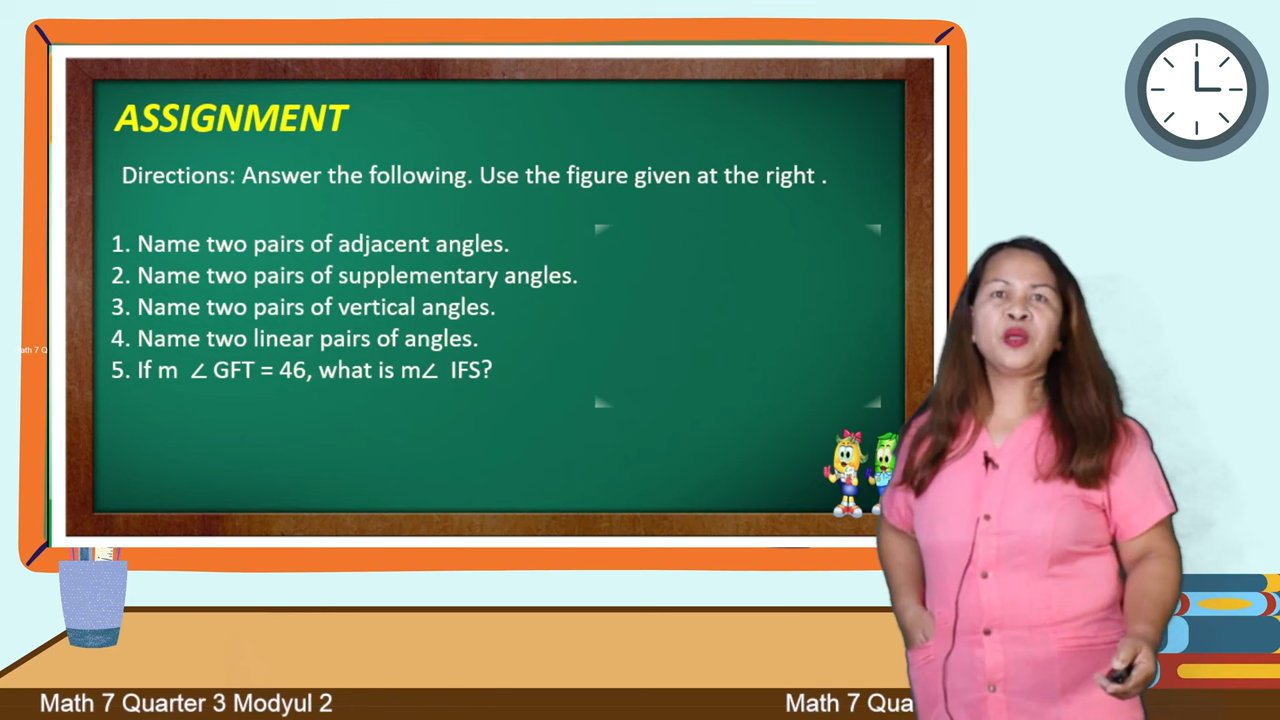 ASSIGNMENT
Directions: Answer the following. Use the figure given at the right .
1. Name two pairs of adjacent angles.
2. Name two pairs of supplementary angles.
3. Name two pairs of vertical angles.
4. Name two linear pairs of angles.
5. If m ∠ GFT = 46, what is m∠ IFS?
ath 7 Q
Math 7 Quarter 3 Modyul 2
Math 7 Qua